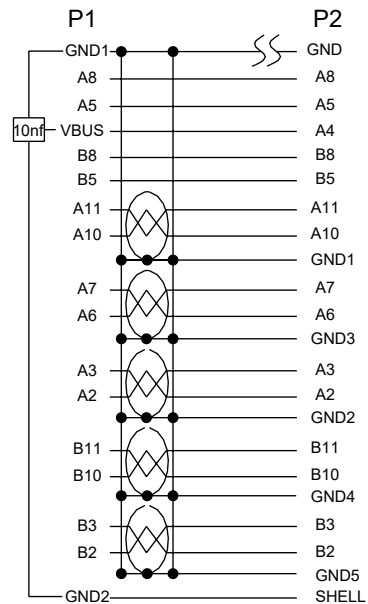 P1 P2
GND1 GND
A8 A8
A5 A5
10nf VBUS A4
B8 B8
B5 B5
A11 A11
A10 A10
GND1
A7 A7
A6 A6
GND3
A3 A3
A2 A2
GND2
B11 B11
B10 B10
GND4
B3 B3
B2 B2
GND5
GND2 SHELL